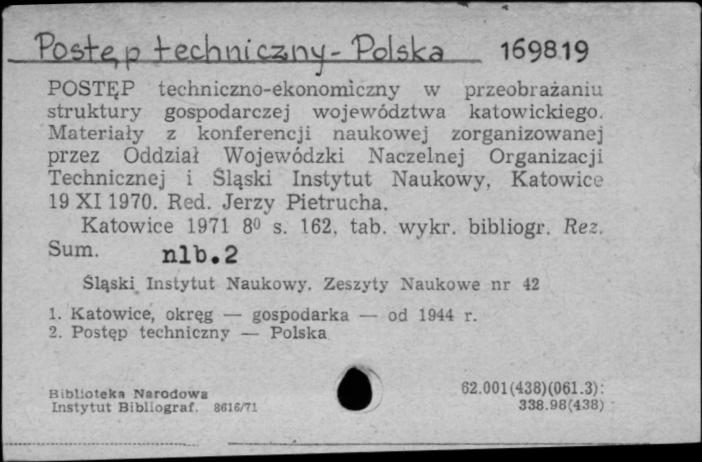 Postęp techniczny - Polska 169819
POSTĘP techniczno-ekonomiczny w przeobrażaniu
struktury gospodarczej województwa katowickiego.
Materiały z konferencji naukowej zorganizowanej
przez Oddział Wojewódzki Naczelnej Organizacji
Technicznej i Śląski Instytut Naukowy, Katowice
19 XI 1970. Red. Jerzy Pietrucha.
Katowice 1971 8⁰ s. 162, tab. wykr. bibliogr. Rez.
Sum. nlb. 2
Śląski Instytut Naukowy. Zeszyty Naukowe nr 42
1. Katowice, okręg — gospodarka — od 1944 r.
2. Postęp techniczny — Polska
Biblioteka Narodowa 62.001(438)(061.3):
Instytut Bibliograf. 8616/71 338.98(438)